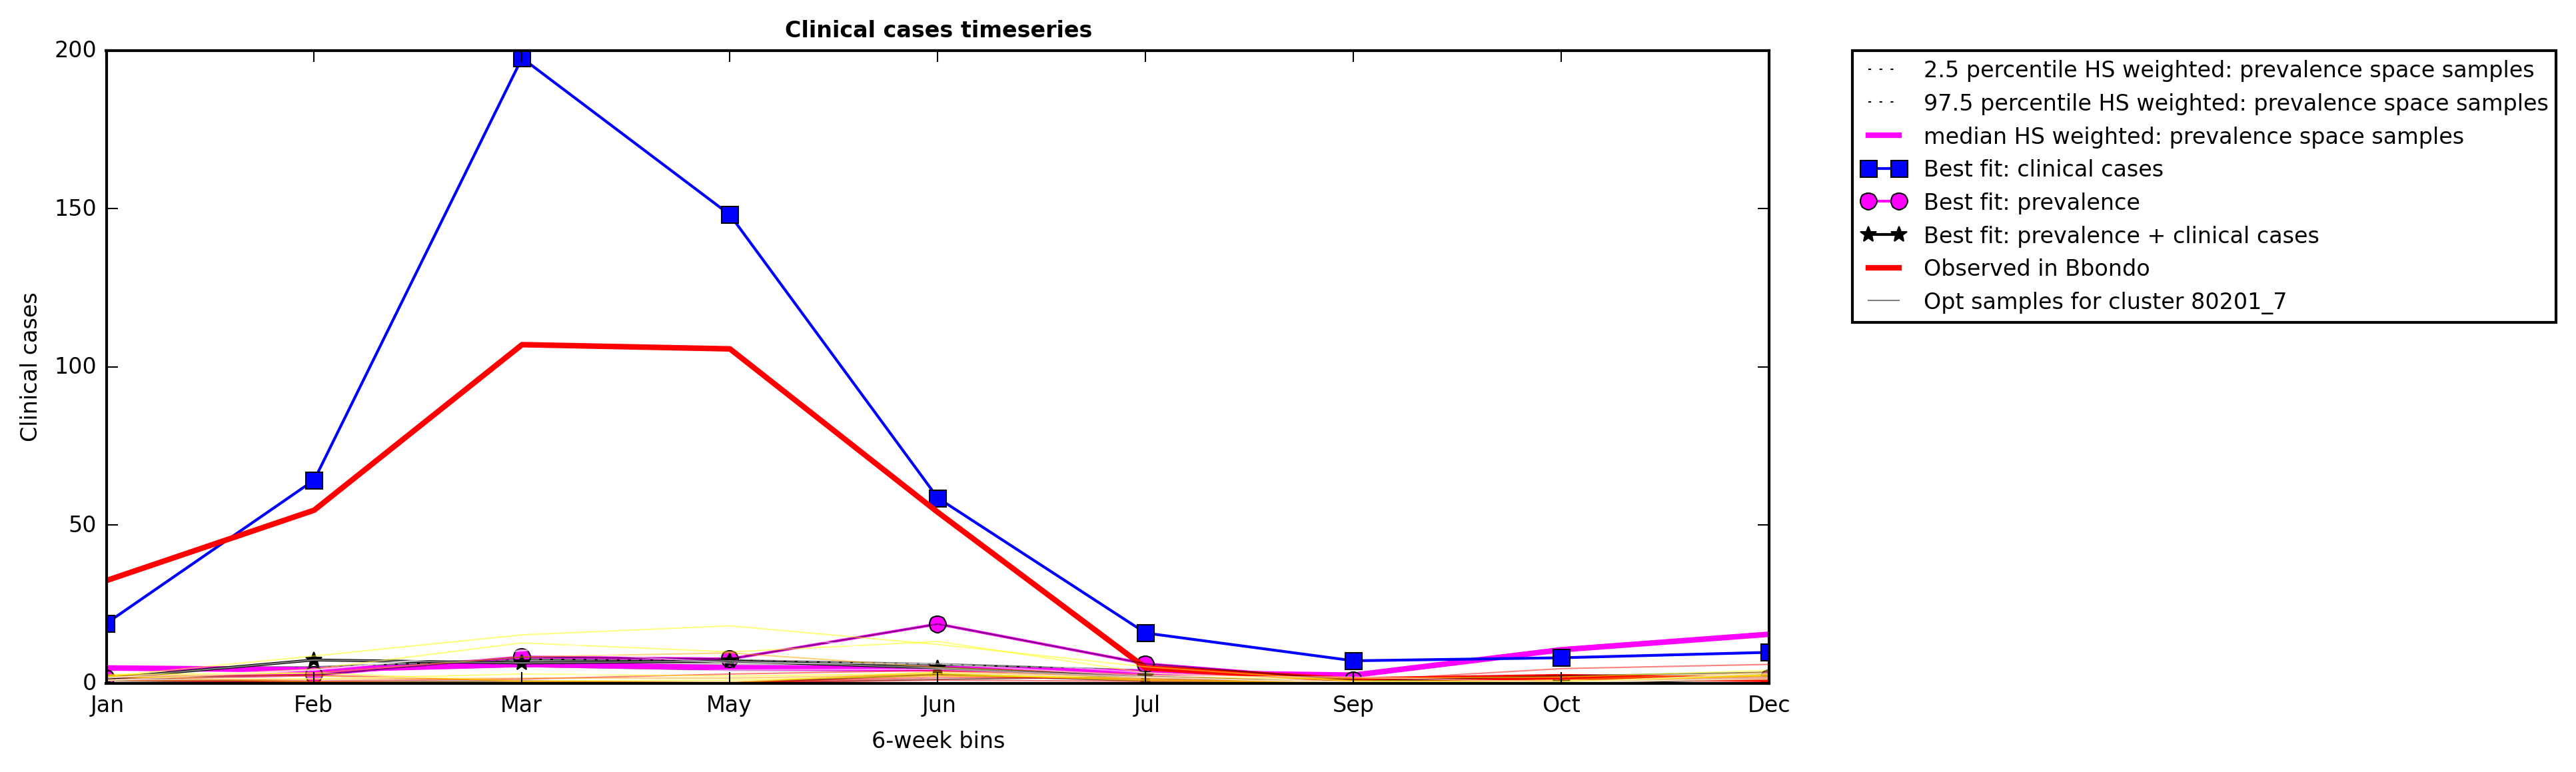 Clinical cases timeseries
200
150
100
50
0
Clinical cases
Jan Feb Mar May Jun Jul Sep Oct Dec
6-week bins
2.5 percentile HS weighted: prevalence space samples
97.5 percentile HS weighted: prevalence space samples
median HS weighted: prevalence space samples
Best fit: clinical cases
Best fit: prevalence
Best fit: prevalence + clinical cases
Observed in Bbondo
Opt samples for cluster 80201_7